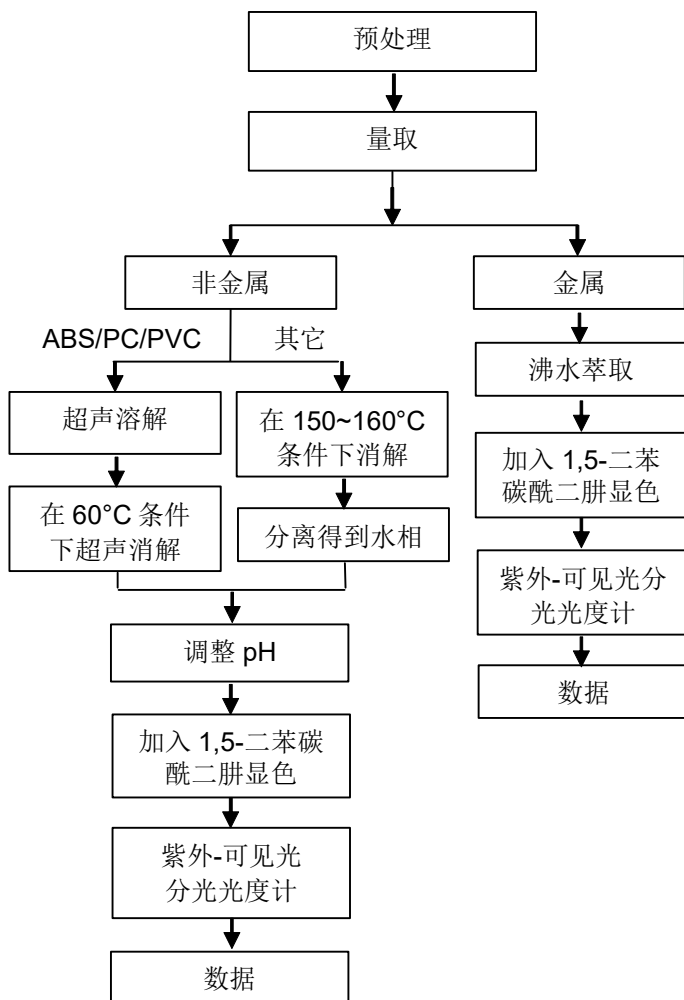 预处理
量取
非金属
金属
ABS/PC/PVC
其它
超声溶解
在 60°C 条件
下超声消解
在 150~160°C
条件下消解
分离得到水相
调整 pH
加入 1,5-二苯碳
酰二肼显色
紫外-可见光
分光光度计
数据
沸水萃取
加入 1,5-二苯
碳酰二肼显色
紫外-可见光分
光光度计
数据